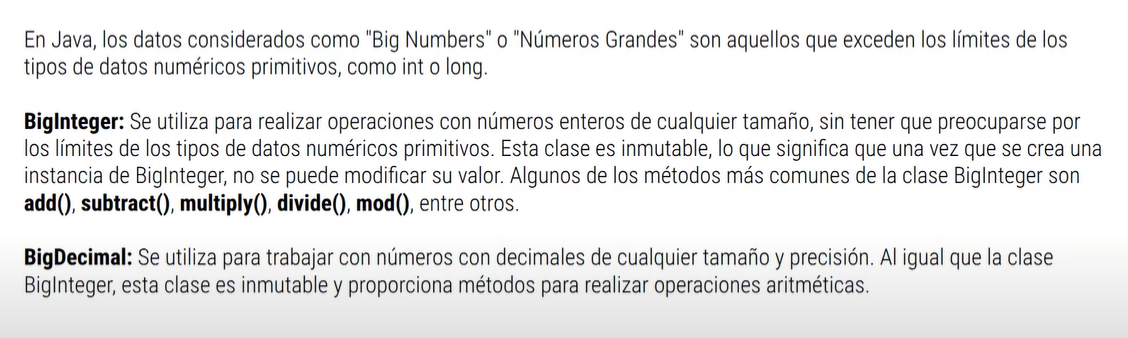 En Java, los datos considerados como "Big Numbers" o "Números Grandes" son aquellos que exceden los límites de los
tipos de datos numéricos primitivos, como int o long.
BigInteger: Se utiliza para realizar operaciones con números enteros de cualquier tamaño, sin tener que preocuparse por
los límites de los tipos de datos numéricos primitivos. Esta clase es inmutable, lo que significa que una vez que se crea una
instancia de BigInteger, no se puede modificar su valor. Algunos de los métodos más comunes de la clase BigInteger son
add(), subtract(), multiply(), divide(), mod(), entre otros.
BigDecimal: Se utiliza para trabajar con números con decimales de cualquier tamaño y precisión. Al igual que la clase
BigInteger, esta clase es inmutable y proporciona métodos para realizar operaciones aritméticas.